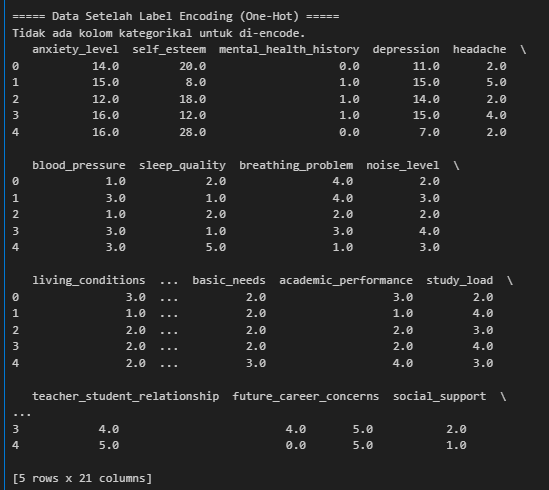 ===== Data Setelah Label Encoding (One-Hot) =====
Tidak ada kolom kategorikal untuk di-encode.
   anxiety_level  self_esteem  mental_health_history  depression  headache  \
0           14.0         20.0                    0.0        11.0       2.0
1           15.0          8.0                    1.0        15.0       5.0
2           12.0         18.0                    1.0        14.0       2.0
3           16.0         12.0                    1.0        15.0       4.0
4           16.0         28.0                    0.0         7.0       2.0
   blood_pressure  sleep_quality  breathing_problem  noise_level  \
0             1.0            2.0                4.0          2.0
1             3.0            1.0                4.0          3.0
2             1.0            2.0                2.0          2.0
3             3.0            1.0                3.0          4.0
4             3.0            5.0                1.0          3.0
   living_conditions  ...  basic_needs  academic_performance  study_load  \
0                3.0  ...          2.0                   3.0         2.0
1                1.0  ...          2.0                   1.0         4.0
2                2.0  ...          2.0                   2.0         3.0
3                2.0  ...          2.0                   2.0         4.0
4                2.0  ...          3.0                   4.0         3.0
   teacher_student_relationship  future_career_concerns  social_support  \
...
3            4.0                         4.0       5.0           2.0
4            5.0                         0.0       5.0           1.0
[5 rows x 21 columns]